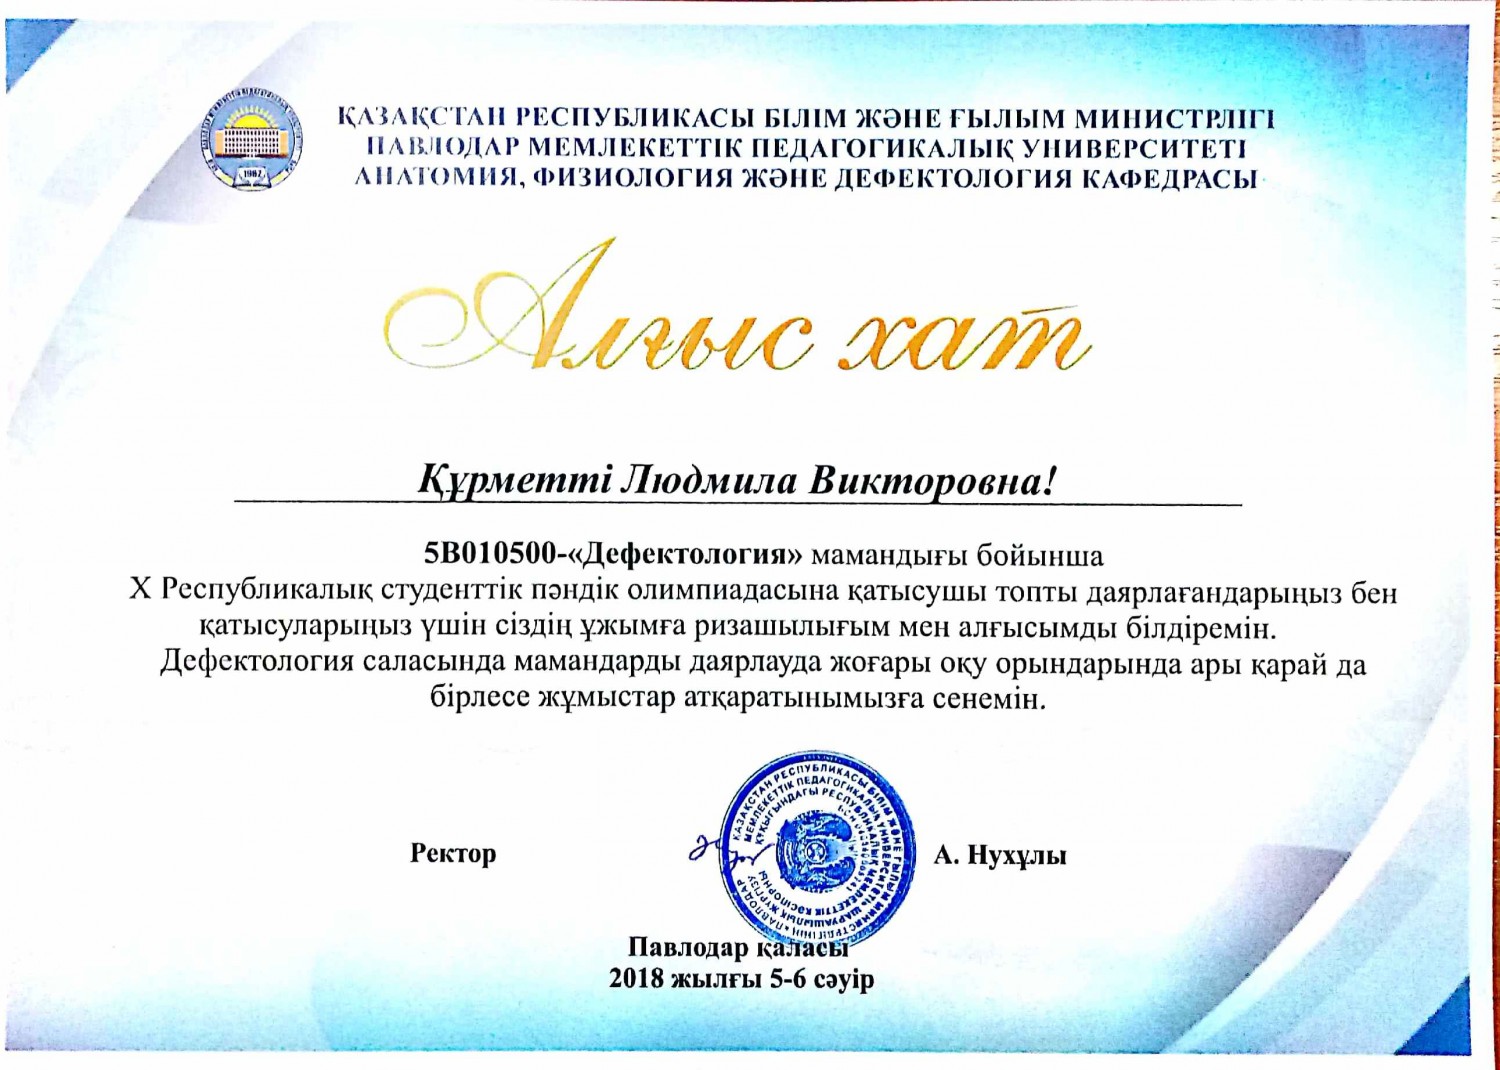 ҚАЗАҚСТАН РЕСПУБЛИКАСЫ БІЛІМ ЖӘНЕ ҒЫЛЫМ МИНИСТРЛІГІ
ПАВЛОДАР МЕМЛЕКЕТТІК ПЕДАГОГИКАЛЫҚ УНИВЕРСИТЕТІ
АНАТОМИЯ, ФИЗИОЛОГИЯ ЖӘНЕ ДЕФЕКТОЛОГИЯ КАФЕДРАСЫ
1962
Алғыс хат
Құрметті Людмила Викторовна!
5В010500-«Дефектология» мамандығы бойынша
X Республикалық студенттік пәндік олимпиадасына қатысушы топты даярлағандарыңыз бен
қатысуларыңыз үшін сіздің ұжымға ризашылығым мен алғысымды білдіремін.
Дефектология саласында мамандарды даярлауда жоғары оқу орындарында ары қарай да
бірлесе жұмыстар атқаратынымызға сенемін.
Ректор
А. Нухұлы
ҚАЗАҚСТАН РЕСПУБЛИКАСЫ БІЛІМ ЖӘНЕ ҒЫЛЫМ МИНИСТРЛІГІНІҢ
ПАВЛОДАР МЕМЛЕКЕТТІК ПЕДАГОГИКАЛЫҚ УНИВЕРСИТЕТІ
ШАРУАШЫЛЫҚ ЖҮРГІЗУ ҚҰҚЫҒЫНДАҒЫ РЕСПУБЛИКАЛЫҚ МЕМЛЕКЕТТІК КӘСІПОРНЫ
Павлодар қаласы
2018 жылғы 5-6 сәуір